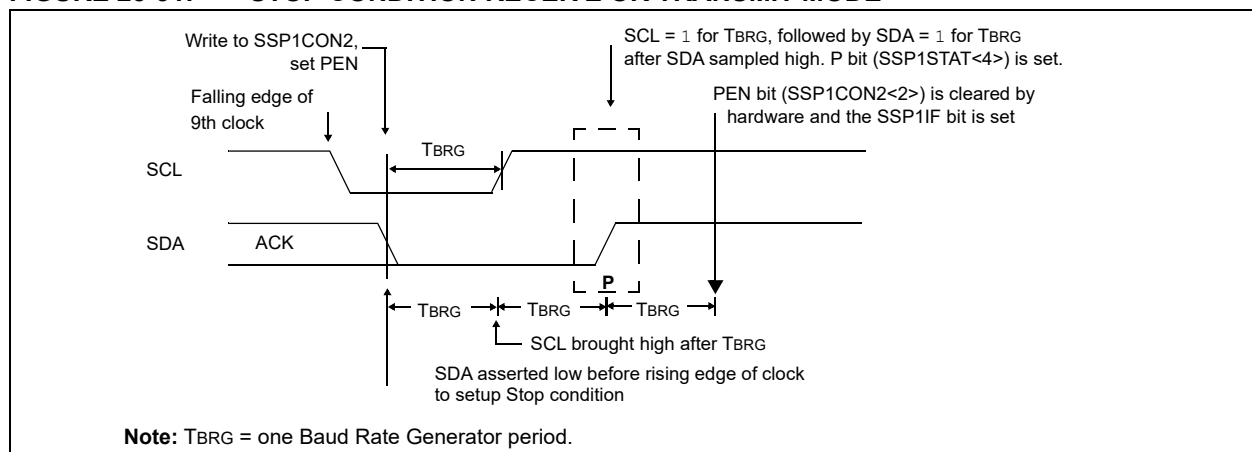 Write to SSP1CON2,
set PEN
SCL = 1 for TBRG, followed by SDA = 1 for TBRG
after SDA sampled high. P bit (SSP1STAT<4>) is set.
Falling edge of
9th clock
PEN bit (SSP1CON2<2>) is cleared by
hardware and the SSP1IF bit is set
TBRG
SCL
SDA
ACK
P
TBRG
TBRG
TBRG
SCL brought high after TBRG
SDA asserted low before rising edge of clock
to setup Stop condition
Note: TBRG = one Baud Rate Generator period.